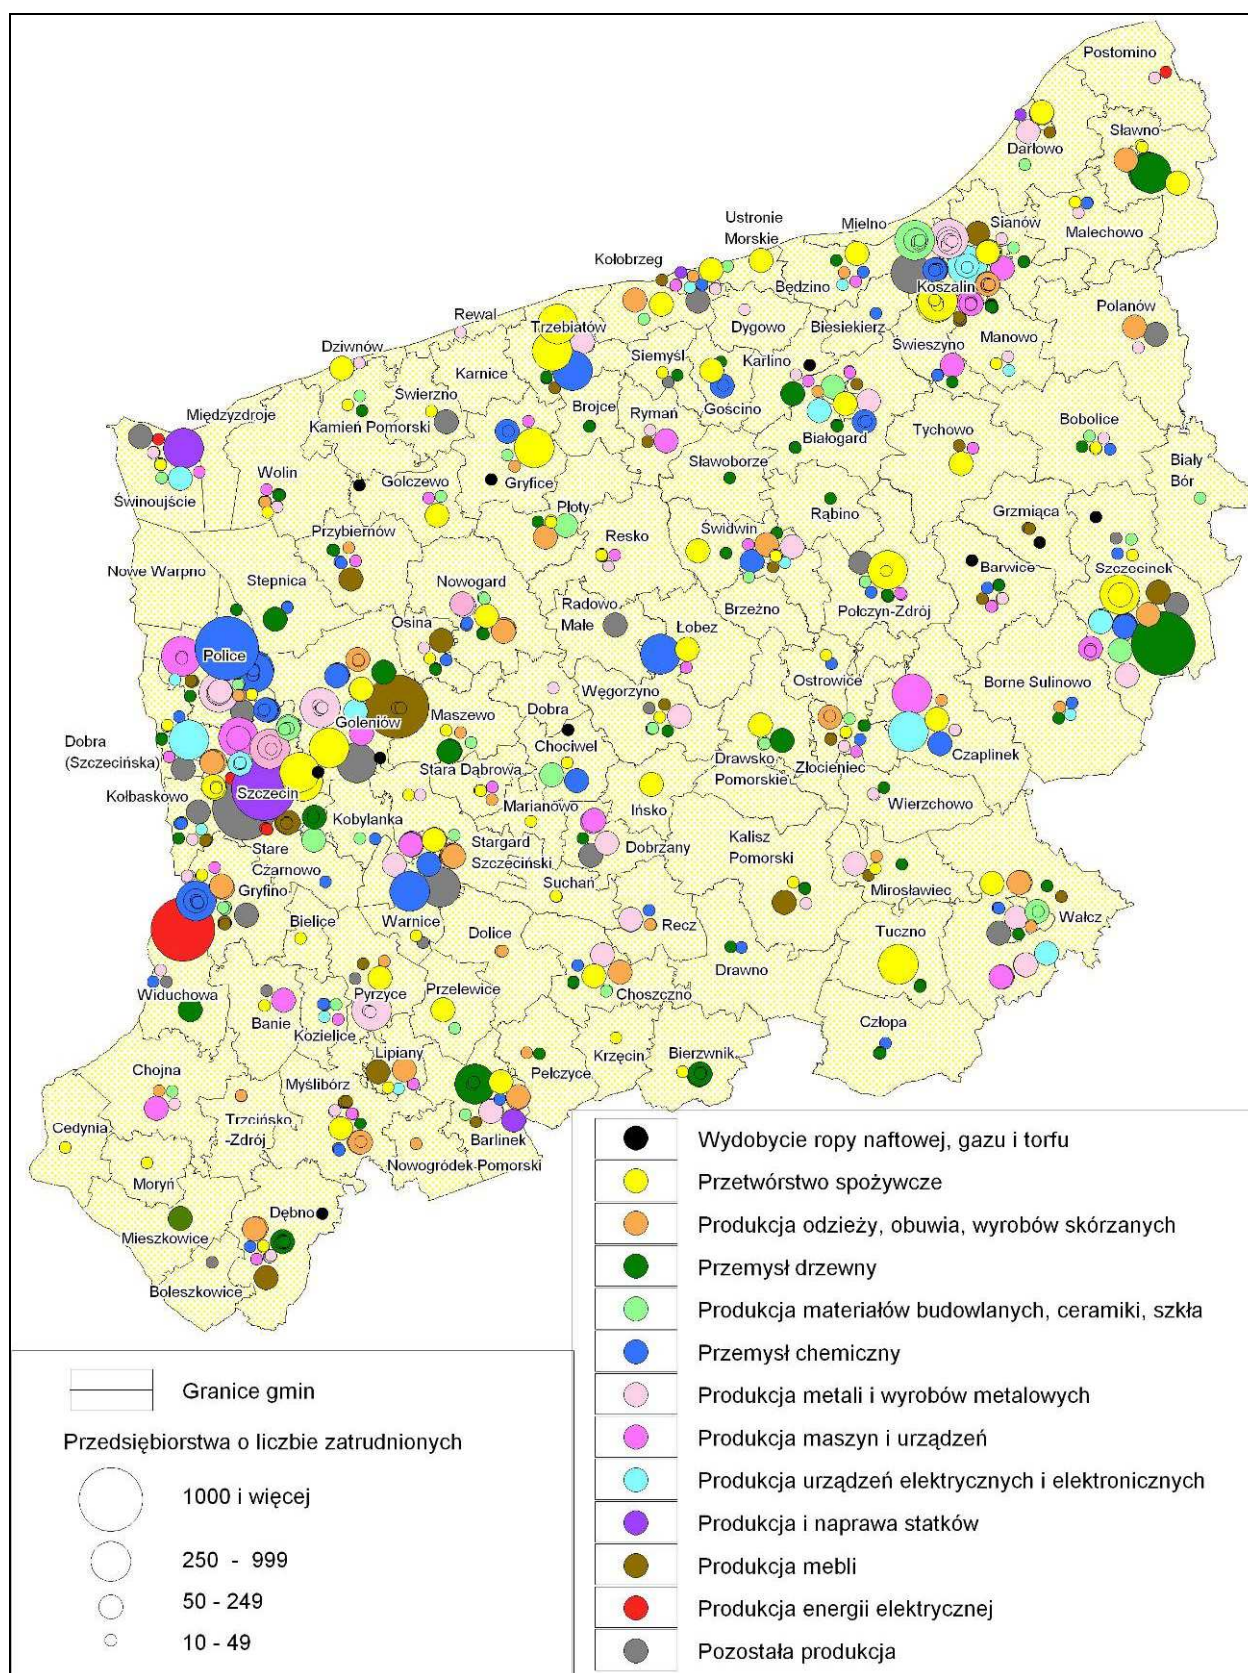 Postomino
Sławno
Darłowo
Ustronie
Morskie
Mielno
Sianów
Malechowo
Kołobrzeg
Będzino
Koszalin
Polanów
Rewal
Trzebiatów
Dygowo
Biesiekierz
Manowo
Świeszyno
Dziwnów
Karnice
Siemyśl
Karlino
Świerzno
Międzyzdroje
Kamień Pomorski
Brojce
Rymań
Gościno
Białogard
Tychowo
Bobolice
Biały
Bór
Sławoborze
Wolin
Golczewo
Gryfice
Świnoujście
Rąbino
Grzmiąca
Płoty
Przybiernów
Resko
Świdwin
Nowe Warpno
Stepnica
Nowogard
Barwice
Szczecinek
Radowo
Małe
Brzeżno
Połczyn-Zdrój
Osina
Łobez
Police
Ostrowice
Borne Sulinowo
Węgorzyno
Goleniów
Maszewo
Dobra
Dobra
(Szczecińska)
Chociwel
Drawsko
Pomorskie
Złocieniec
Czaplinek
Stara Dąbrowa
Kołbaskowo
Szczecin
Marianowo
Ińsko
Wierzchowo
Kobylanka
Stare
Czarnowo
Stargard
Szczeciński
Dobrzany
Kalisz
Pomorski
Gryfino
Suchań
Mirosławiec
Bielice
Warnice
Recz
Wałcz
Dolice
Tuczno
Drawno
Widuchowa
Pyrzyce
Przelewice
Choszczno
Banie
Kozielice
Człopa
Krzęcin
Bierzwnik
Lipiany
Pełczyce
Chojna
Myślibórz
Cedynia
Trzcińsko
-Zdrój
Barlinek
Nowogródek Pomorski
Moryń
Dębno
Mieszkowice
Boleszkowice
Wydobycie ropy naftowej, gazu i torfu
Przetwórstwo spożywcze
Produkcja odzieży, obuwia, wyrobów skórzanych
Przemysł drzewny
Produkcja materiałów budowlanych, ceramiki, szkła
Przemysł chemiczny
Produkcja metali i wyrobów metalowych
Produkcja maszyn i urządzeń
Produkcja urządzeń elektrycznych i elektronicznych
Produkcja i naprawa statków
Produkcja mebli
Produkcja energii elektrycznej
Pozostała produkcja
Granice gmin
Przedsiębiorstwa o liczbie zatrudnionych
1000 i więcej
250 - 999
50 - 249
10 - 49